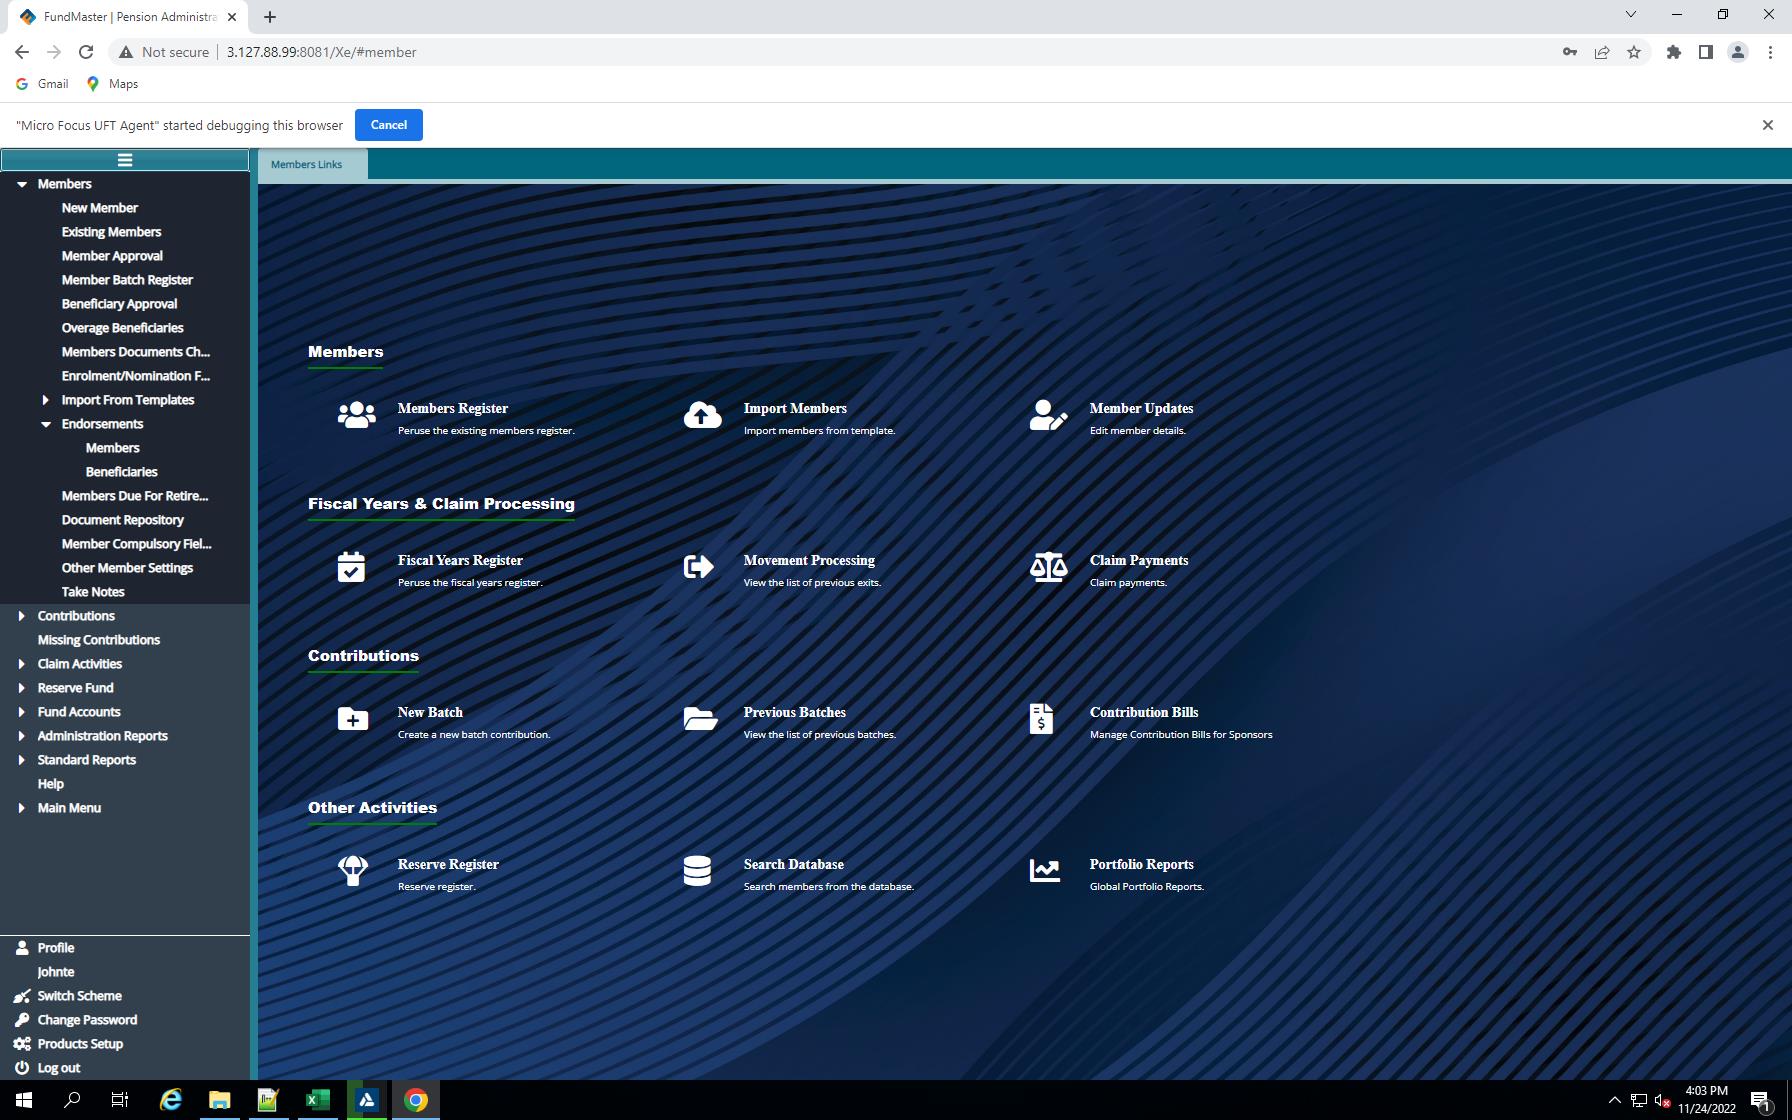 FundMaster | Pension Administra
Not secure
3.127.88.99:8081/Xe/#member
Gmail
Maps
"Micro Focus UFT Agent" started debugging this browser
Cancel
Members
New Member
Existing Members
Member Approval
Member Batch Register
Beneficiary Approval
Overage Beneficiaries
Members Documents Ch...
Enrolment/Nomination F...
Import From Templates
Endorsements
Members
Beneficiaries
Members Due For Retire...
Document Repository
Member Compulsory Fiel...
Other Member Settings
Take Notes
Contributions
Missing Contributions
Claim Activities
Reserve Fund
Fund Accounts
Administration Reports
Standard Reports
Help
Main Menu
Profile
Johnte
Switch Scheme
Change Password
Products Setup
Log out
Members Links
Members
Members Register
Peruse the existing members register.
Import Members
Import members from template.
Member Updates
Edit member details.
Fiscal Years & Claim Processing
Fiscal Years Register
Peruse the fiscal years register.
Movement Processing
View the list of previous exits.
Claim Payments
Claim payments.
Contributions
New Batch
Create a new batch contribution.
Previous Batches
View the list of previous batches.
Contribution Bills
Manage Contribution Bills for Sponsors
Other Activities
Reserve Register
Reserve register.
Search Database
Search members from the database.
Portfolio Reports
Global Portfolio Reports.
4:03 PM
11/24/2022
1